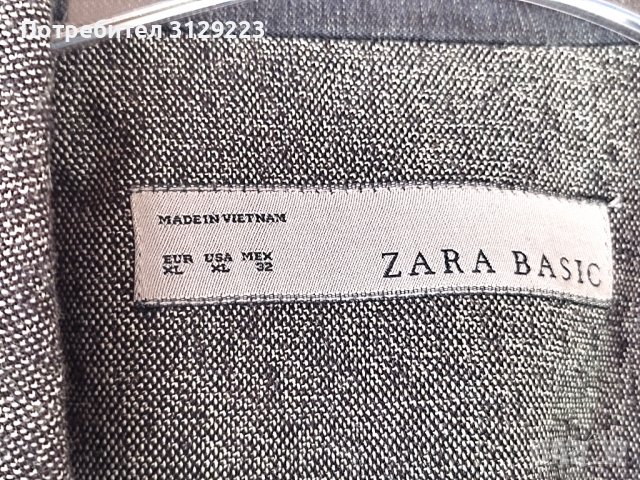 Потребител 3129223
MADE IN VIETNAM
EUR USA MEX
XL XL 32
ZARA BASIC